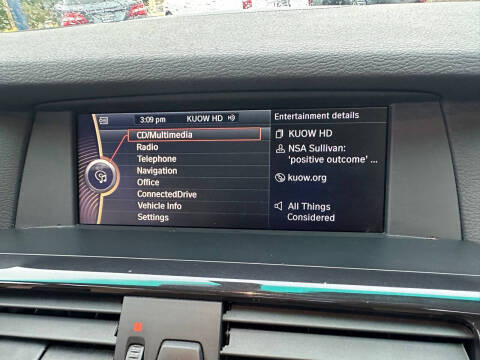 3:09 pm KUOW HD
CD/Multimedia
Radio
Telephone
Navigation
Office
ConnectedDrive
Vehicle Info
Settings
Entertainment details
KUOW HD
NSA Sullivan:
'positive outcome' ...
kuow.org
All Things
Considered